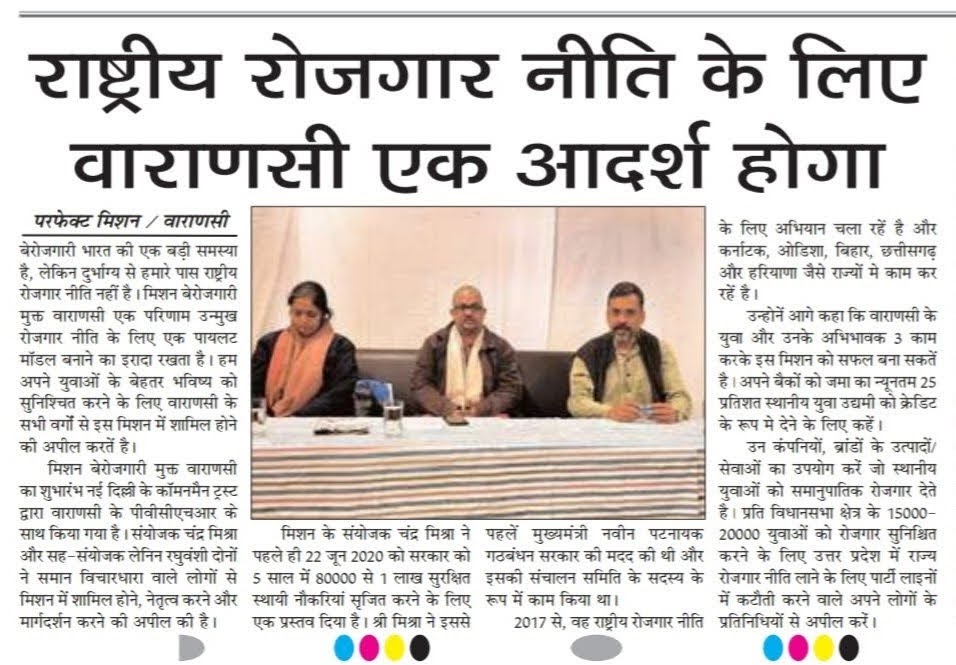 राष्ट्रीय रोजगार नीति के लिए
वाराणसी एक आदर्श होगा
परफेक्ट मिशन / वाराणसी
बेरोजगारी भारत की एक बड़ी समस्या
है, लेकिन दुर्भाग्य से हमारे पास राष्ट्रीय
रोजगार नीति नहीं है। मिशन बेरोजगारी
मुक्त वाराणसी एक परिणाम उन्मुख
रोजगार नीति के लिए एक पायलट
मॉडल बनाने का इरादा रखता है। हम
अपने युवाओं के बेहतर भविष्य को
सुनिश्चित करने के लिए वाराणसी के
सभी वर्गों से इस मिशन में शामिल होने
की अपील करतें है।
मिशन बेरोजगारी मुक्त वाराणसी
का शुभारंभ नई दिल्ली के कॉमनमैन ट्रस्ट
द्वारा वाराणसी के पीवीसीएचआर के
साथ किया गया है। संयोजक चंद्र मिश्रा
और सह-संयोजक लेनिन रघुवंशी दोनों
ने समान विचारधारा वाले लोगों से
मिशन में शामिल होने, नेतृत्व करने और
मार्गदर्शन करने की अपील की है।
मिशन के संयोजक चंद्र मिश्रा ने
पहले ही 22 जून 2020 को सरकार को
5 साल में 80000 से 1 लाख सुरक्षित
स्थायी नौकरियां सृजित करने के लिए
एक प्रस्तव दिया है। श्री मिश्रा ने इससे
पहलें मुख्यमंत्री नवीन पटनायक
गठबंधन सरकार की मदद की थी और
इसकी संचालन समिति के सदस्य के
रूप में काम किया था।
2017 से, वह राष्ट्रीय रोजगार नीति
के लिए अभियान चला रहें है और
कर्नाटक, ओडिशा, बिहार, छत्तीसगढ़
और हरियाणा जैसे राज्यों मे काम कर
रहें है।
उन्होनें आगे कहा कि वाराणसी के
युवा और उनके अभिभावक 3 काम
करके इस मिशन को सफल बना सकतें
है। अपने बैकों को जमा का न्यूनतम 25
प्रतिशत स्थानीय युवा उद्यमी को क्रेडिट
के रूप मे देने के लिए कहें।
उन कंपनियों, ब्रांडों के उत्पादों/
सेवाओं का उपयोग करें जो स्थानीय
युवाओं को समानुपातिक रोजगार देते
है। प्रति विधानसभा क्षेत्र के 15000-
20000 युवाओं को रोजगार सुनिश्चित
करने के लिए उत्तर प्रदेश में राज्य
रोजगार नीति लाने के लिए पार्टी लाइनों
में कटौती करने वाले अपने लोगों के
प्रतिनिधियों से अपील करें।